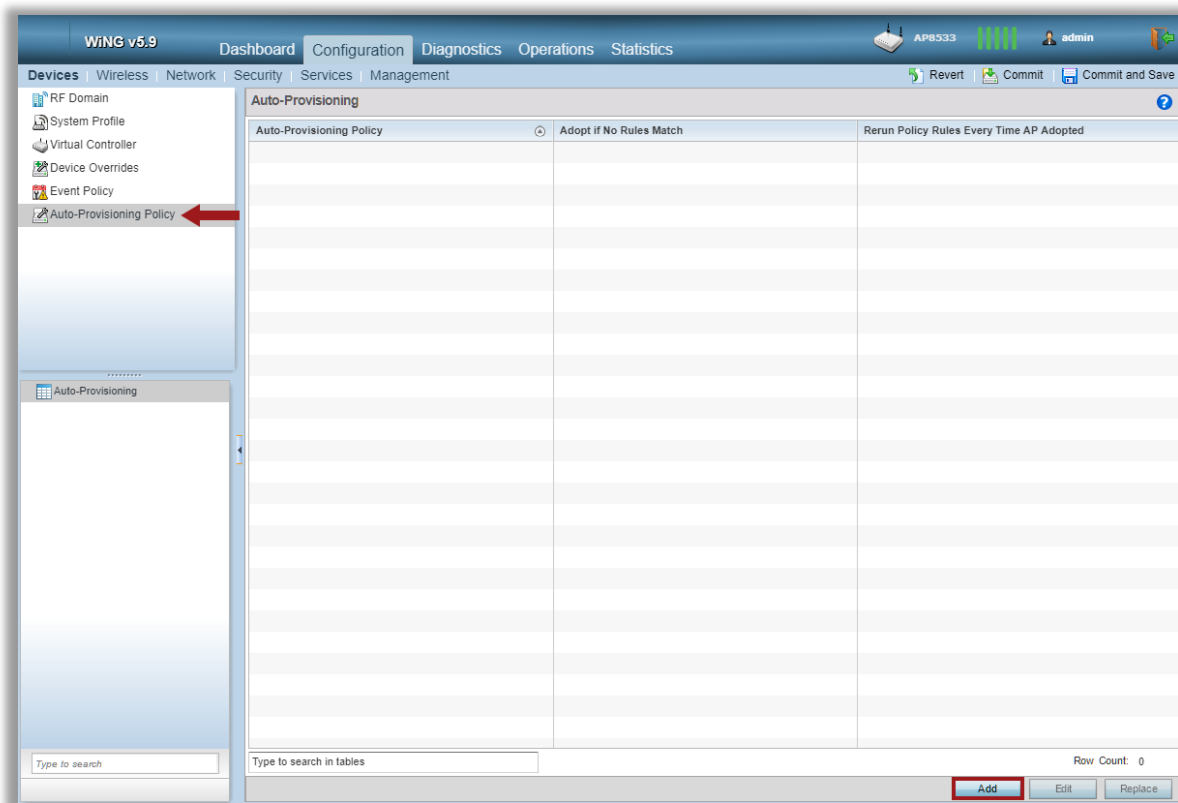 WiNG v5.9
Dashboard Configuration Diagnostics Operations Statistics
AP8533
admin
Devices | Wireless | Network | Security | Services | Management
Revert | Commit | Commit and Save
RF Domain
System Profile
Virtual Controller
Device Overrides
Event Policy
Auto-Provisioning Policy
Auto-Provisioning
Type to search
Auto-Provisioning
Auto-Provisioning Policy Adopt if No Rules Match Rerun Policy Rules Every Time AP Adopted
Type to search in tables
Row Count: 0
Add Edit Replace